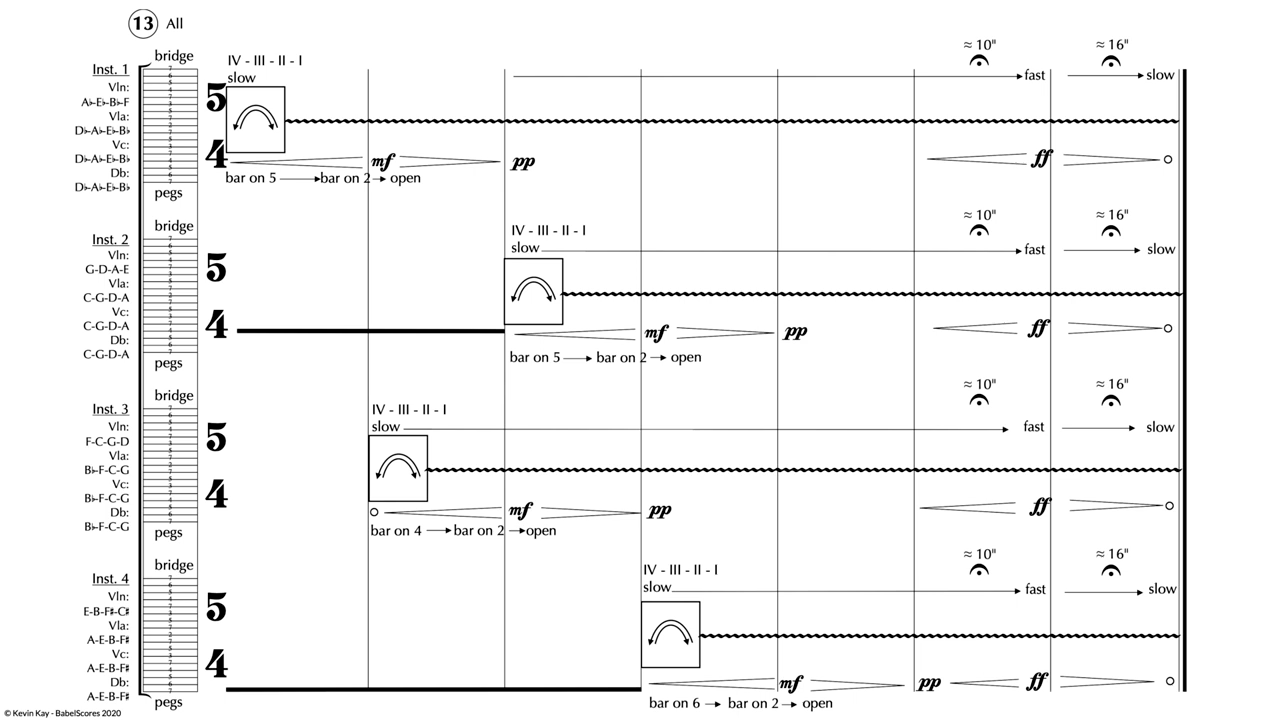 13 All
bridge
IV - III - II - I
≈ 10" ≈ 16"
Inst. 1
slow fast slow
Vln:
A♭-E♭-B♭-F
Vla:
D♭-A♭-E♭-B♭
Vc:
D♭-A♭-E♭-B♭
Db:
D♭-A♭-E♭-B♭
5
4
mf pp ff
bar on 5 bar on 2 open
pegs
bridge
IV - III - II - I
≈ 10" ≈ 16"
Inst. 2
slow fast slow
Vln:
G-D-A-E
Vla:
C-G-D-A
Vc:
C-G-D-A
Db:
C-G-D-A
5
4
mf pp ff
bar on 5 bar on 2 open
pegs
bridge
IV - III - II - I
≈ 10" ≈ 16"
Inst. 3
slow fast slow
Vln:
F-C-G-D
Vla:
B♭-F-C-G
Vc:
B♭-F-C-G
Db:
B♭-F-C-G
5
4
mf pp ff
bar on 4 bar on 2 open
pegs
bridge
IV - III - II - I
≈ 10" ≈ 16"
Inst. 4
slow fast slow
Vln:
E-B-F♯-C♯
Vla:
A-E-B-F♯
Vc:
A-E-B-F♯
Db:
A-E-B-F♯
5
4
mf pp ff
bar on 6 bar on 2 open
pegs
© Kevin Kay - BabelScores 2020